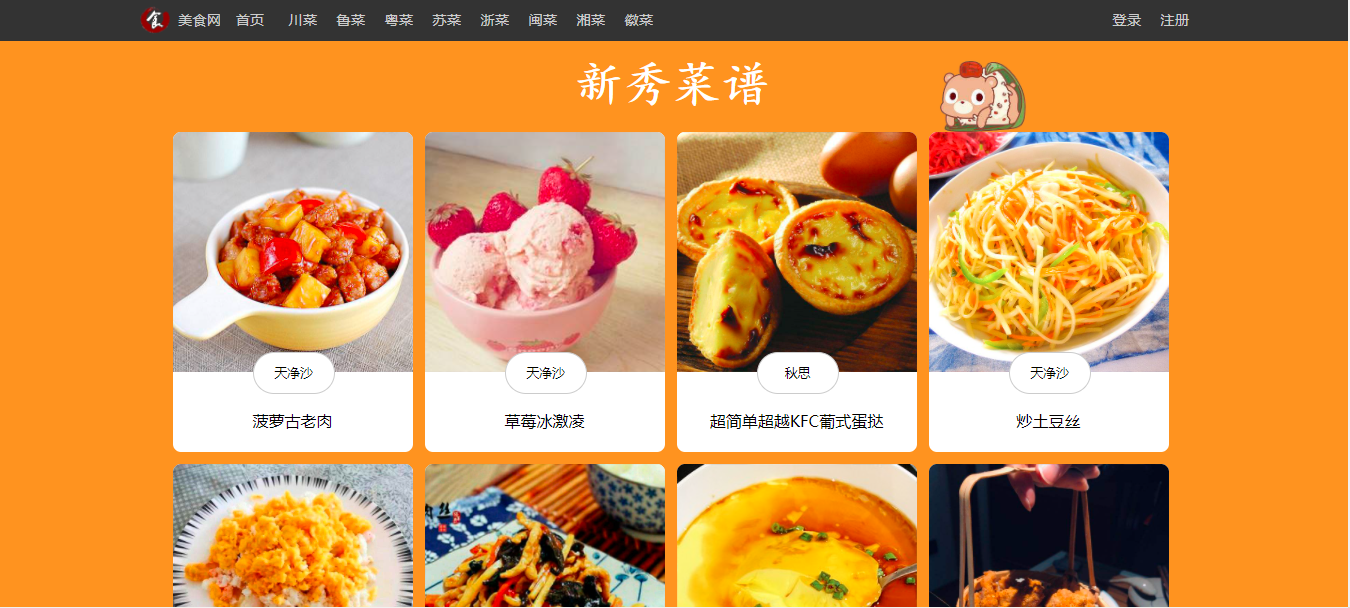 食 美食网 首页 川菜 鲁菜 粤菜 苏菜 浙菜 闽菜 湘菜 徽菜 登录 注册
新秀菜谱
天净沙 天净沙 秋思 天净沙
菠萝古老肉 草莓冰激凌 超简单超越KFC葡式蛋挞 炒土豆丝